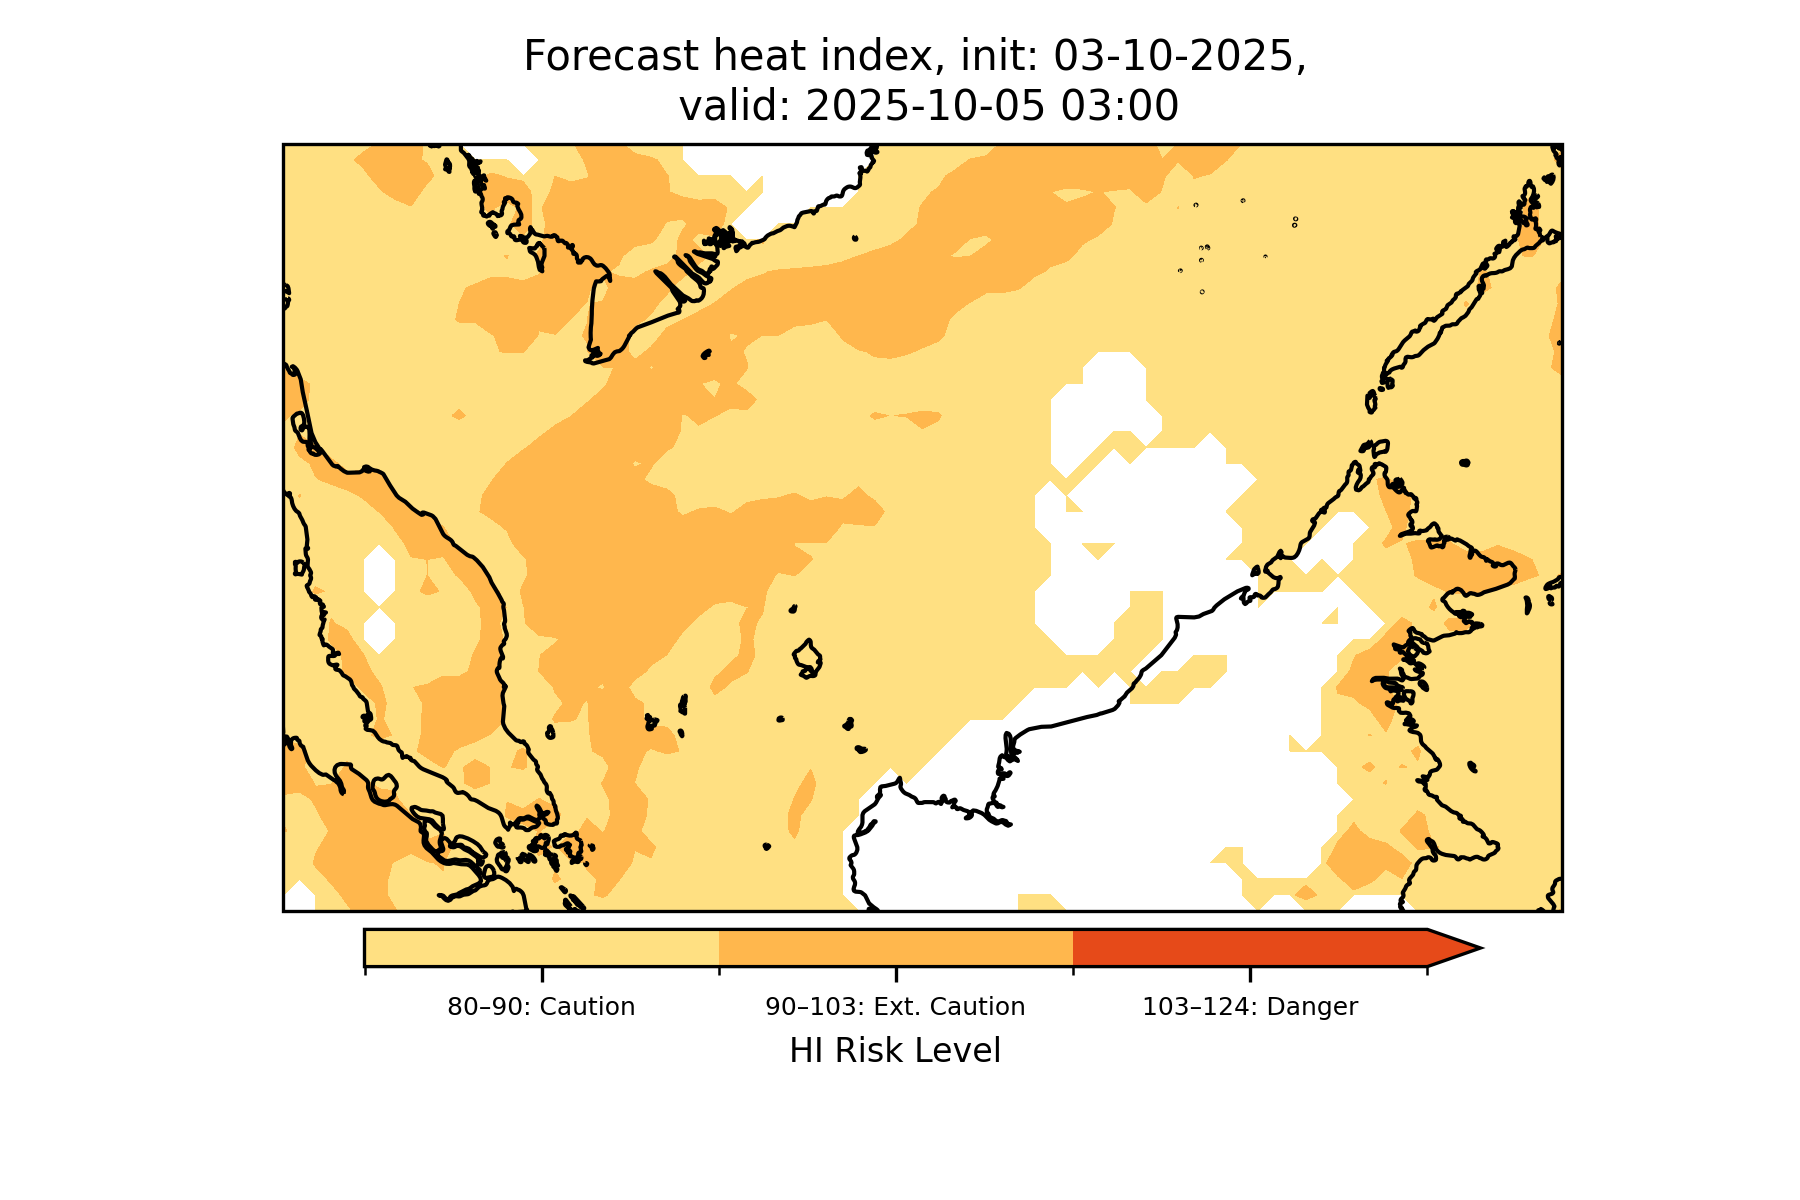 Forecast heat index, init: 03-10-2025,
valid: 2025-10-05 03:00
80–90: Caution
90–103: Ext. Caution
103–124: Danger
HI Risk Level